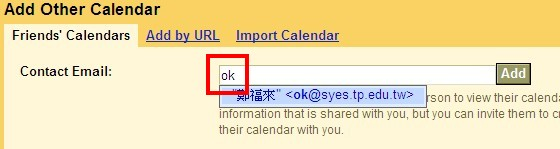 Add Other Calendar
Friends' Calendars Add by URL Import Calendar
Contact Email: ok Add
"鄭福來" <ok@syes.tp.edu.tw>
rson to view their calenda
information that is shared with you, but you can invite them to cr
their calendar with you.